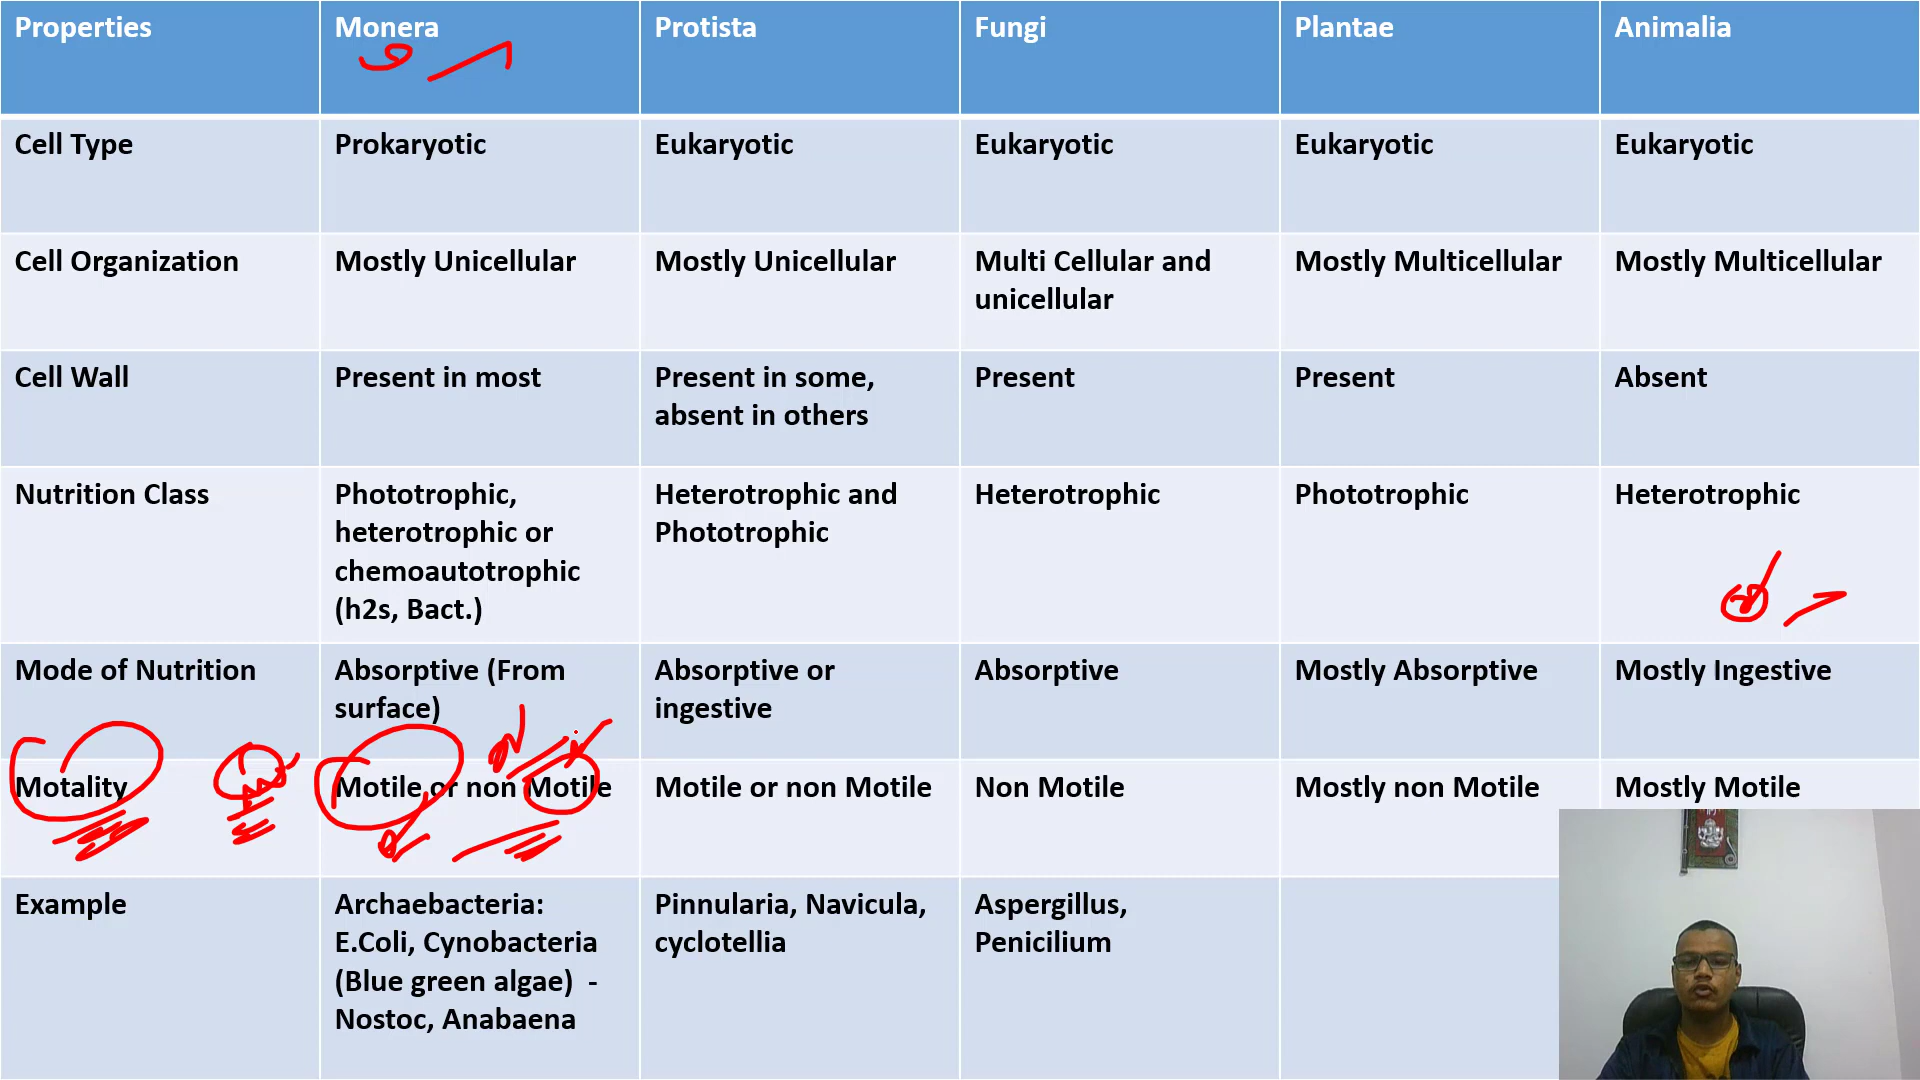 Properties
Monera
Protista
Fungi
Plantae
Animalia
Cell Type
Prokaryotic
Eukaryotic
Eukaryotic
Eukaryotic
Eukaryotic
Cell Organization
Mostly Unicellular
Mostly Unicellular
Multi Cellular and
unicellular
Mostly Multicellular
Mostly Multicellular
Cell Wall
Present in most
Present in some,
absent in others
Present
Present
Absent
Nutrition Class
Phototrophic,
heterotrophic or
chemoautotrophic
(h2s, Bact.)
Heterotrophic and
Phototrophic
Heterotrophic
Phototrophic
Heterotrophic
Mode of Nutrition
Absorptive (From
surface)
Absorptive or
ingestive
Absorptive
Mostly Absorptive
Mostly Ingestive
Motality
Motile or non Motile
Motile or non Motile
Non Motile
Mostly non Motile
Mostly Motile
Example
Archaebacteria:
E.Coli, Cynobacteria
(Blue green algae)  -
Nostoc, Anabaena
Pinnularia, Navicula,
cyclotellia
Aspergillus,
Penicilium